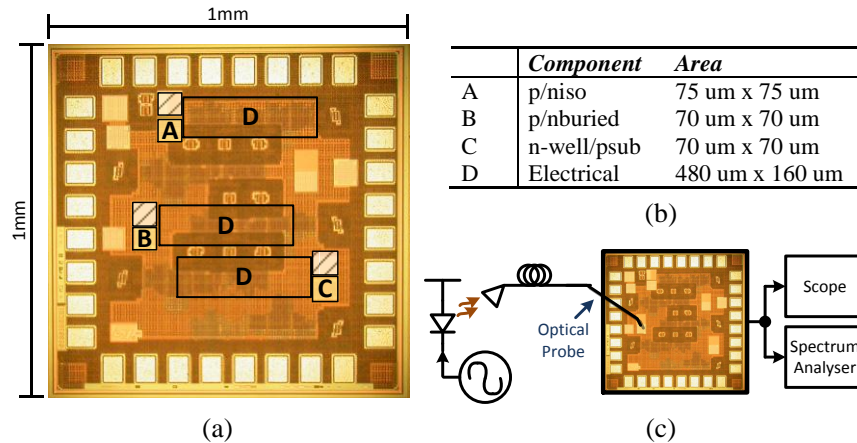 1mm
1mm
A
D
B
D
D
C
(a)
Component Area
A p/niso 75 um x 75 um
B p/nburied 70 um x 70 um
C n-well/psub 70 um x 70 um
D Electrical 480 um x 160 um
(b)
Optical
Probe
Scope
Spectrum
Analyser
(c)